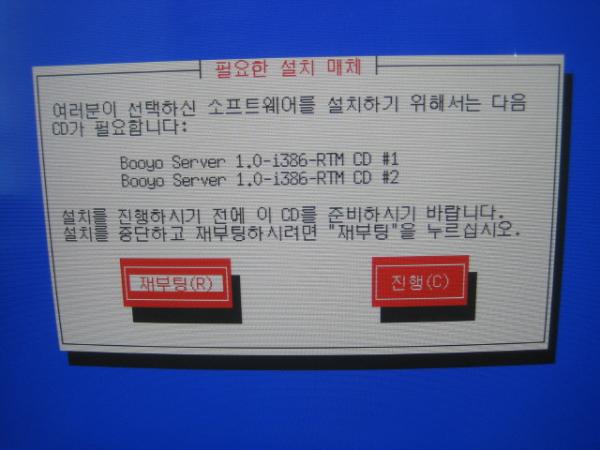 필요한 설치 매체
여러분이 선택하신 소프트웨어를 설치하기 위해서는 다음
CD가 필요합니다:
Booyo Server 1.0-i386-RTM CD #1
Booyo Server 1.0-i386-RTM CD #2
설치를 진행하시기 전에 이 CD를 준비하시기 바랍니다.
설치를 중단하고 재부팅하시려면 "재부팅"을 누르십시오.
재부팅(R)
진행(C)